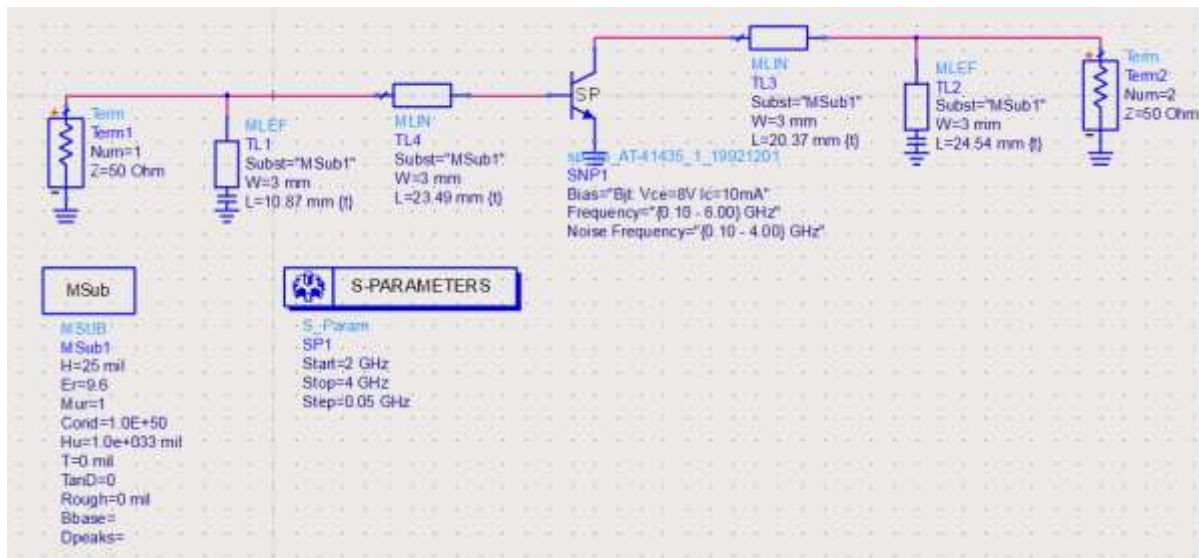 Term
Term1
Num=1
Z=50 Ohm
MLEF
TL1
Subst="MSub1"
W=3 mm
L=10.87 mm {t}
MLIN
TL4
Subst="MSub1"
W=3 mm
L=23.49 mm {t}
SP
AT-41435_1_19921201
SNP1
Bias="Bjt: Vce=8V Ic=10mA"
Frequency="{0.10 - 6.00} GHz"
Noise Frequency="{0.10 - 4.00} GHz"
MLIN
TL3
Subst="MSub1"
W=3 mm
L=20.37 mm {t}
MLEF
TL2
Subst="MSub1"
W=3 mm
L=24.54 mm {t}
Term
Term2
Num=2
Z=50 Ohm
MSub
MSUB
MSub1
H=25 mil
Er=9.6
Mur=1
Cond=1.0E+50
Hu=1.0e+033 mil
T=0 mil
TanD=0
Rough=0 mil
Bbase=
Dpeaks=
S-PARAMETERS
S_Param
SP1
Start=2 GHz
Stop=4 GHz
Step=0.05 GHz